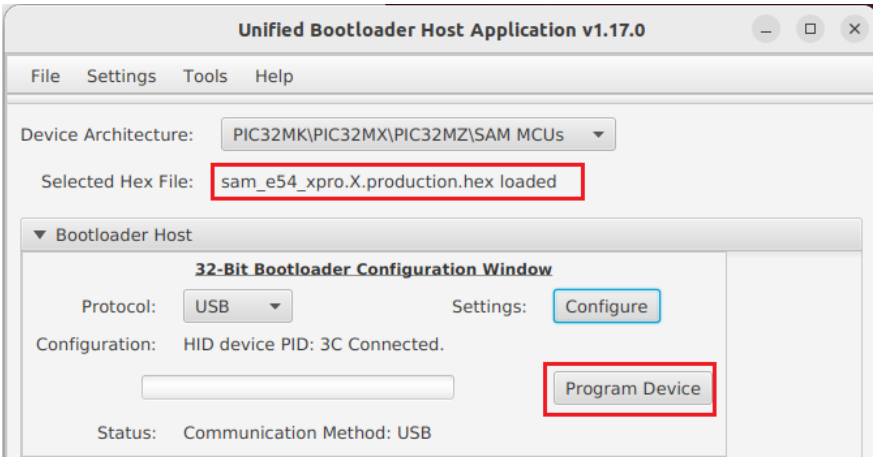 Unified Bootloader Host Application v1.17.0
File Settings Tools Help
Device Architecture: PIC32MK\PIC32MX\PIC32MZ\SAM MCUs
Selected Hex File: sam_e54_xpro.X.production.hex loaded
Bootloader Host
32-Bit Bootloader Configuration Window
Protocol: USB Settings: Configure
Configuration: HID device PID: 3C Connected.
Program Device
Status: Communication Method: USB